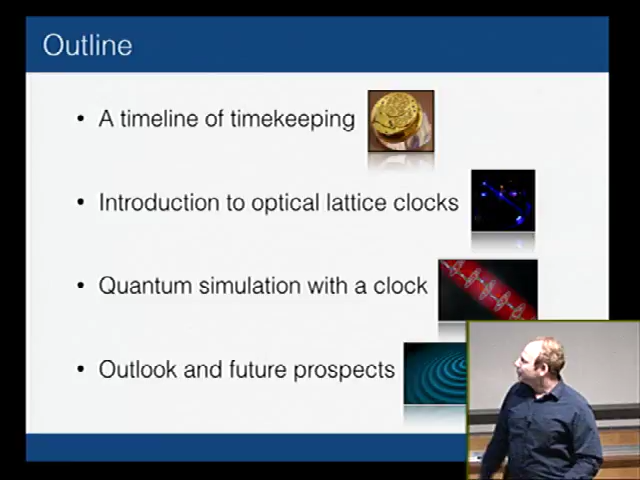 Outline
• A timeline of timekeeping
• Introduction to optical lattice clocks
• Quantum simulation with a clock
• Outlook and future prospects